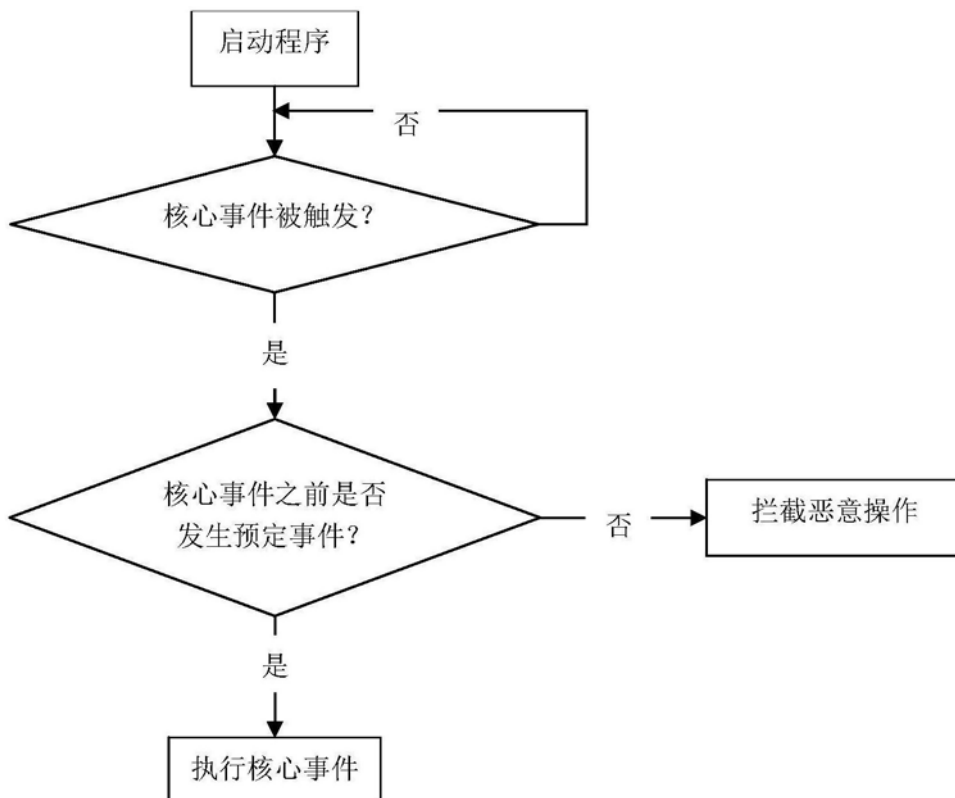 启动程序
否
核心事件被触发？
是
核心事件之前是否
发生预定事件？
否
拦截恶意操作
是
执行核心事件